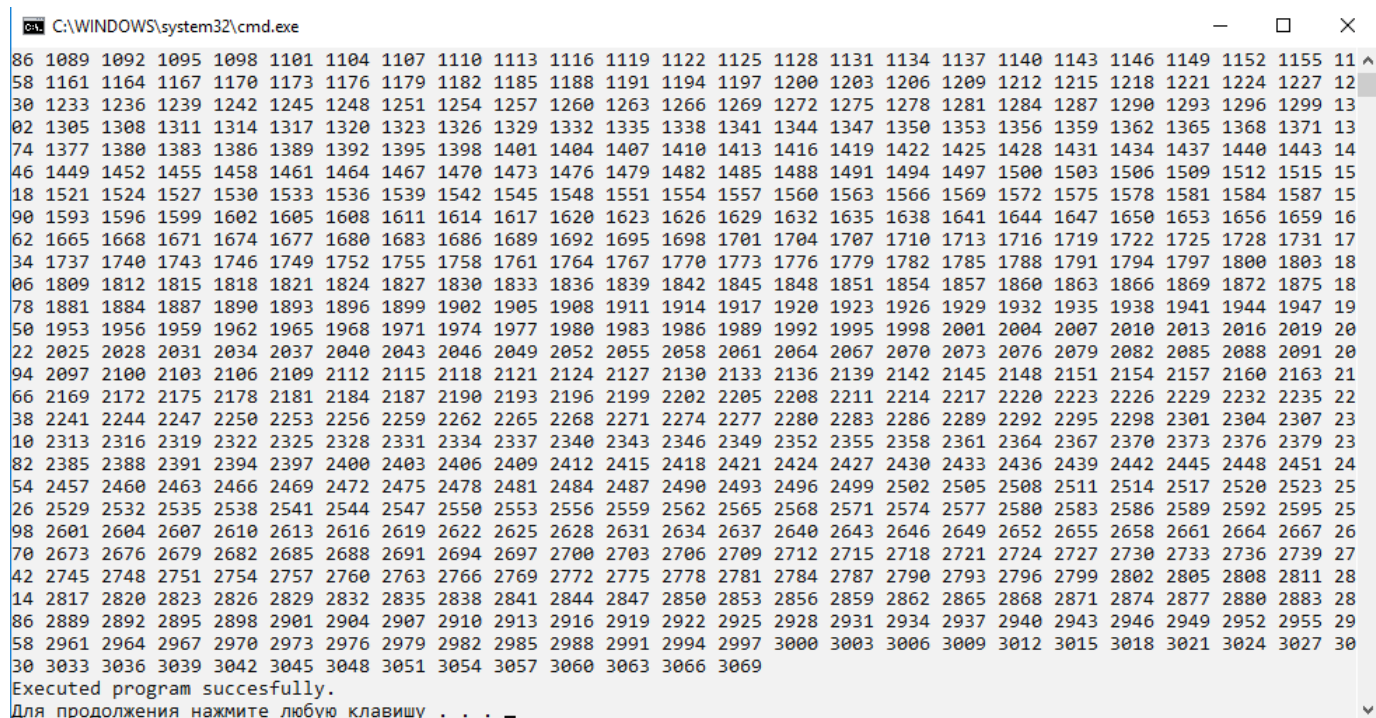 C:\WINDOWS\system32\cmd.exe
86 1089 1092 1095 1098 1101 1104 1107 1110 1113 1116 1119 1122 1125 1128 1131 1134 1137 1140 1143 1146 1149 1152 1155 11
58 1161 1164 1167 1170 1173 1176 1179 1182 1185 1188 1191 1194 1197 1200 1203 1206 1209 1212 1215 1218 1221 1224 1227 12
30 1233 1236 1239 1242 1245 1248 1251 1254 1257 1260 1263 1266 1269 1272 1275 1278 1281 1284 1287 1290 1293 1296 1299 13
02 1305 1308 1311 1314 1317 1320 1323 1326 1329 1332 1335 1338 1341 1344 1347 1350 1353 1356 1359 1362 1365 1368 1371 13
74 1377 1380 1383 1386 1389 1392 1395 1398 1401 1404 1407 1410 1413 1416 1419 1422 1425 1428 1431 1434 1437 1440 1443 14
46 1449 1452 1455 1458 1461 1464 1467 1470 1473 1476 1479 1482 1485 1488 1491 1494 1497 1500 1503 1506 1509 1512 1515 15
18 1521 1524 1527 1530 1533 1536 1539 1542 1545 1548 1551 1554 1557 1560 1563 1566 1569 1572 1575 1578 1581 1584 1587 15
90 1593 1596 1599 1602 1605 1608 1611 1614 1617 1620 1623 1626 1629 1632 1635 1638 1641 1644 1647 1650 1653 1656 1659 16
62 1665 1668 1671 1674 1677 1680 1683 1686 1689 1692 1695 1698 1701 1704 1707 1710 1713 1716 1719 1722 1725 1728 1731 17
34 1737 1740 1743 1746 1749 1752 1755 1758 1761 1764 1767 1770 1773 1776 1779 1782 1785 1788 1791 1794 1797 1800 1803 18
06 1809 1812 1815 1818 1821 1824 1827 1830 1833 1836 1839 1842 1845 1848 1851 1854 1857 1860 1863 1866 1869 1872 1875 18
78 1881 1884 1887 1890 1893 1896 1899 1902 1905 1908 1911 1914 1917 1920 1923 1926 1929 1932 1935 1938 1941 1944 1947 19
50 1953 1956 1959 1962 1965 1968 1971 1974 1977 1980 1983 1986 1989 1992 1995 1998 2001 2004 2007 2010 2013 2016 2019 20
22 2025 2028 2031 2034 2037 2040 2043 2046 2049 2052 2055 2058 2061 2064 2067 2070 2073 2076 2079 2082 2085 2088 2091 20
94 2097 2100 2103 2106 2109 2112 2115 2118 2121 2124 2127 2130 2133 2136 2139 2142 2145 2148 2151 2154 2157 2160 2163 21
66 2169 2172 2175 2178 2181 2184 2187 2190 2193 2196 2199 2202 2205 2208 2211 2214 2217 2220 2223 2226 2229 2232 2235 22
38 2241 2244 2247 2250 2253 2256 2259 2262 2265 2268 2271 2274 2277 2280 2283 2286 2289 2292 2295 2298 2301 2304 2307 23
10 2313 2316 2319 2322 2325 2328 2331 2334 2337 2340 2343 2346 2349 2352 2355 2358 2361 2364 2367 2370 2373 2376 2379 23
82 2385 2388 2391 2394 2397 2400 2403 2406 2409 2412 2415 2418 2421 2424 2427 2430 2433 2436 2439 2442 2445 2448 2451 24
54 2457 2460 2463 2466 2469 2472 2475 2478 2481 2484 2487 2490 2493 2496 2499 2502 2505 2508 2511 2514 2517 2520 2523 25
26 2529 2532 2535 2538 2541 2544 2547 2550 2553 2556 2559 2562 2565 2568 2571 2574 2577 2580 2583 2586 2589 2592 2595 25
98 2601 2604 2607 2610 2613 2616 2619 2622 2625 2628 2631 2634 2637 2640 2643 2646 2649 2652 2655 2658 2661 2664 2667 26
70 2673 2676 2679 2682 2685 2688 2691 2694 2697 2700 2703 2706 2709 2712 2715 2718 2721 2724 2727 2730 2733 2736 2739 27
42 2745 2748 2751 2754 2757 2760 2763 2766 2769 2772 2775 2778 2781 2784 2787 2790 2793 2796 2799 2802 2805 2808 2811 28
14 2817 2820 2823 2826 2829 2832 2835 2838 2841 2844 2847 2850 2853 2856 2859 2862 2865 2868 2871 2874 2877 2880 2883 28
86 2889 2892 2895 2898 2901 2904 2907 2910 2913 2916 2919 2922 2925 2928 2931 2934 2937 2940 2943 2946 2949 2952 2955 29
58 2961 2964 2967 2970 2973 2976 2979 2982 2985 2988 2991 2994 2997 3000 3003 3006 3009 3012 3015 3018 3021 3024 3027 30
30 3033 3036 3039 3042 3045 3048 3051 3054 3057 3060 3063 3066 3069
Executed program succesfully.
Для продолжения нажмите любую клавишу . . .